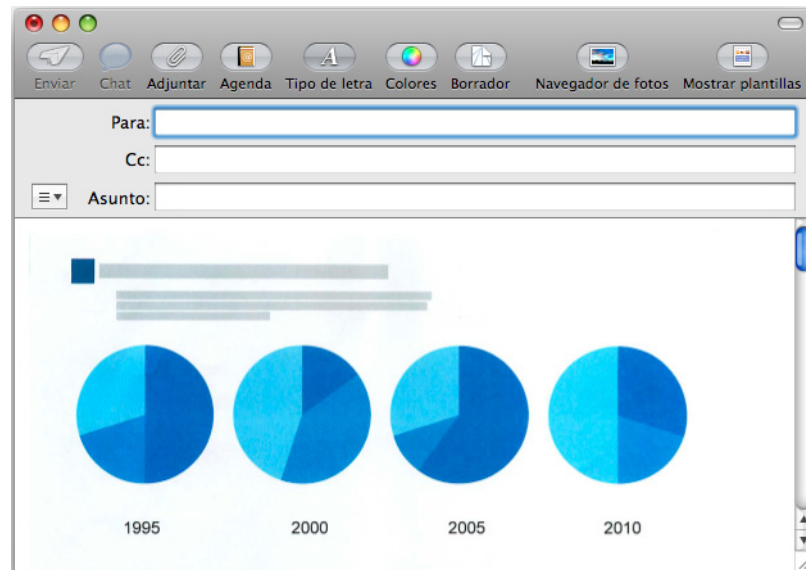 Enviar Chat Adjuntar Agenda Tipo de letra Colores Borrador Navegador de fotos Mostrar plantillas
Para:
Cc:
Asunto:
1995 2000 2005 2010